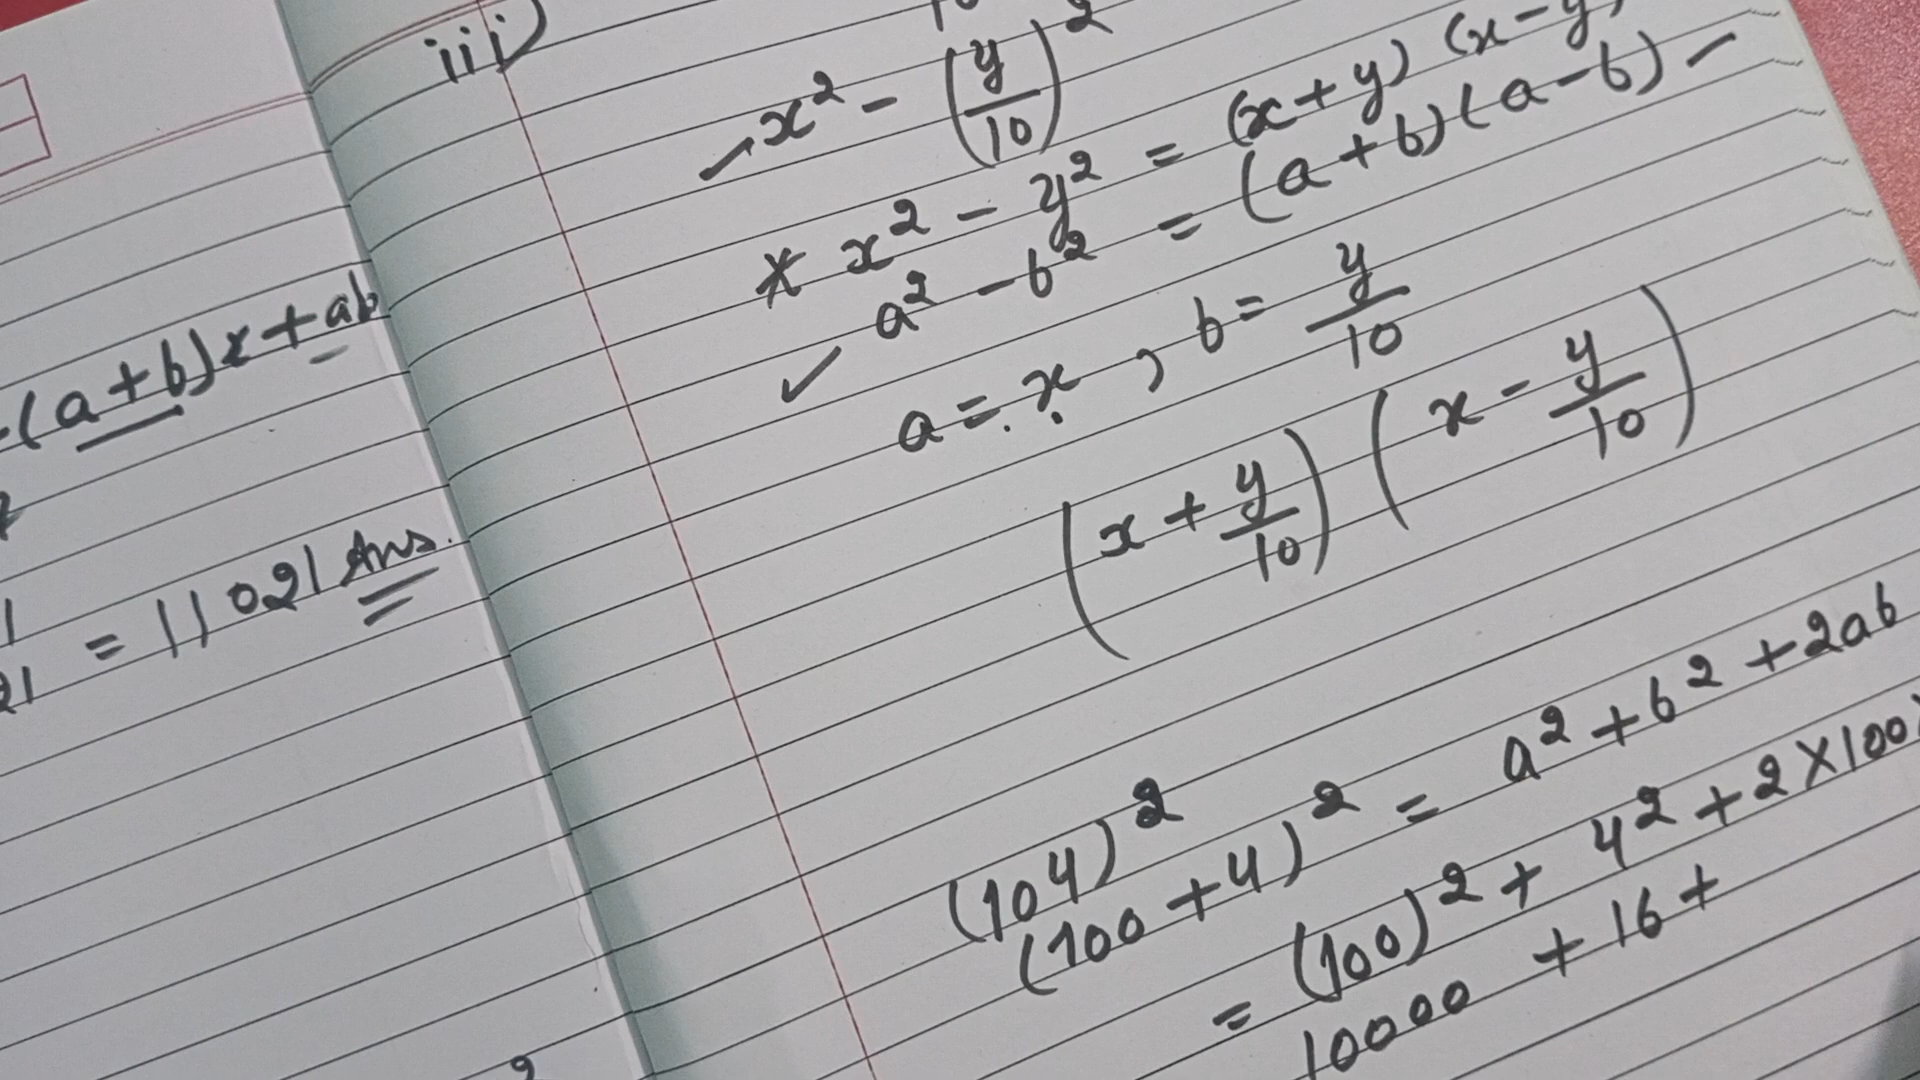 -(a+b)x+ab
= 11021 Ans.
21
iii)
x² - (y/10)²
* x² - y² = (x+y) (x-y)
a² - b² = (a+b)(a-b) -
a = x , b = y/10
(x + y/10) (x - y/10)
(104)²
(100+4)² = a² + b² + 2ab
= (100)² + 4² + 2×100×
10000 + 16 +